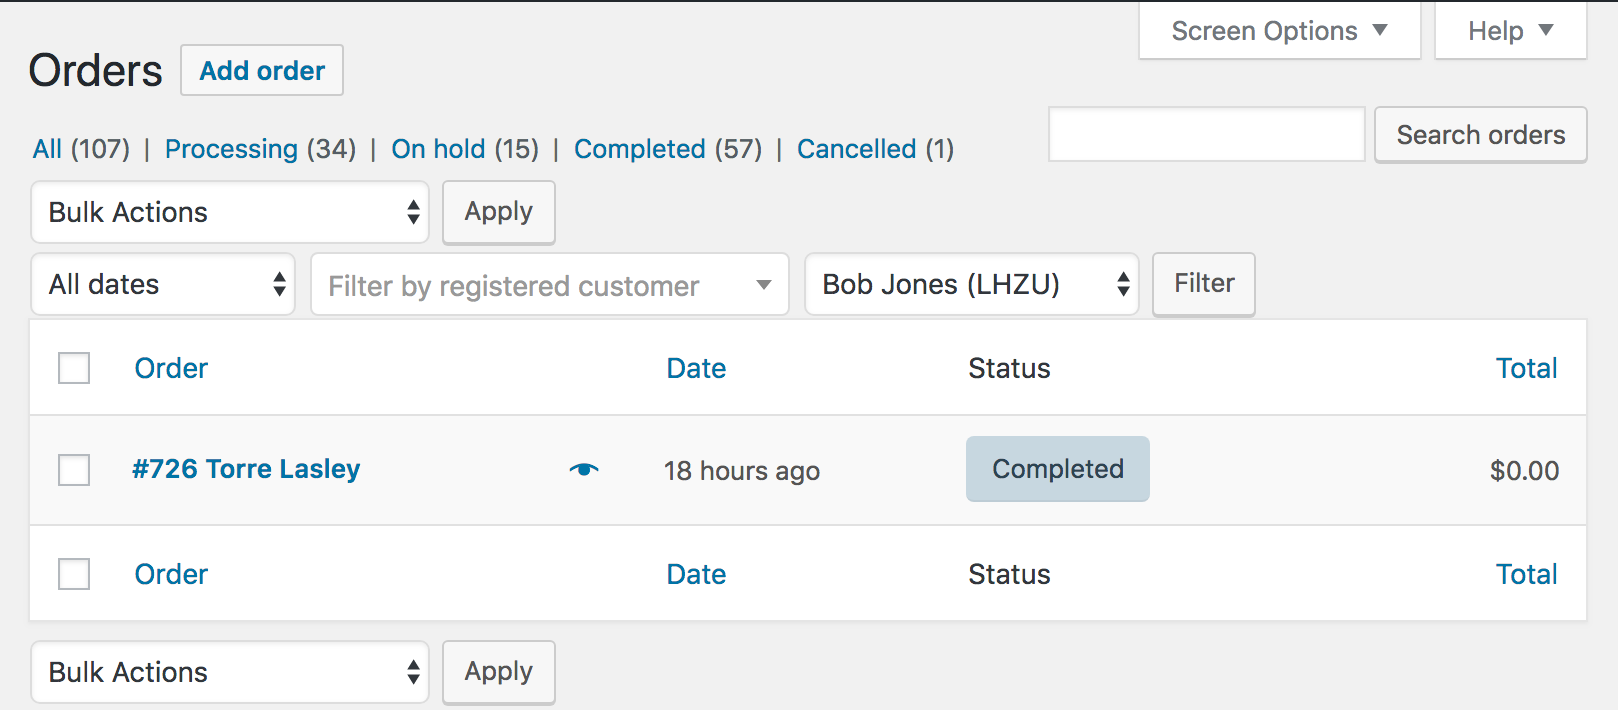 Screen Options Help
Orders Add order
All (107) | Processing (34) | On hold (15) | Completed (57) | Cancelled (1)
Search orders
Bulk Actions Apply
All dates Filter by registered customer Bob Jones (LHZU) Filter
Order Date Status Total
#726 Torre Lasley 18 hours ago Completed $0.00
Order Date Status Total
Bulk Actions Apply